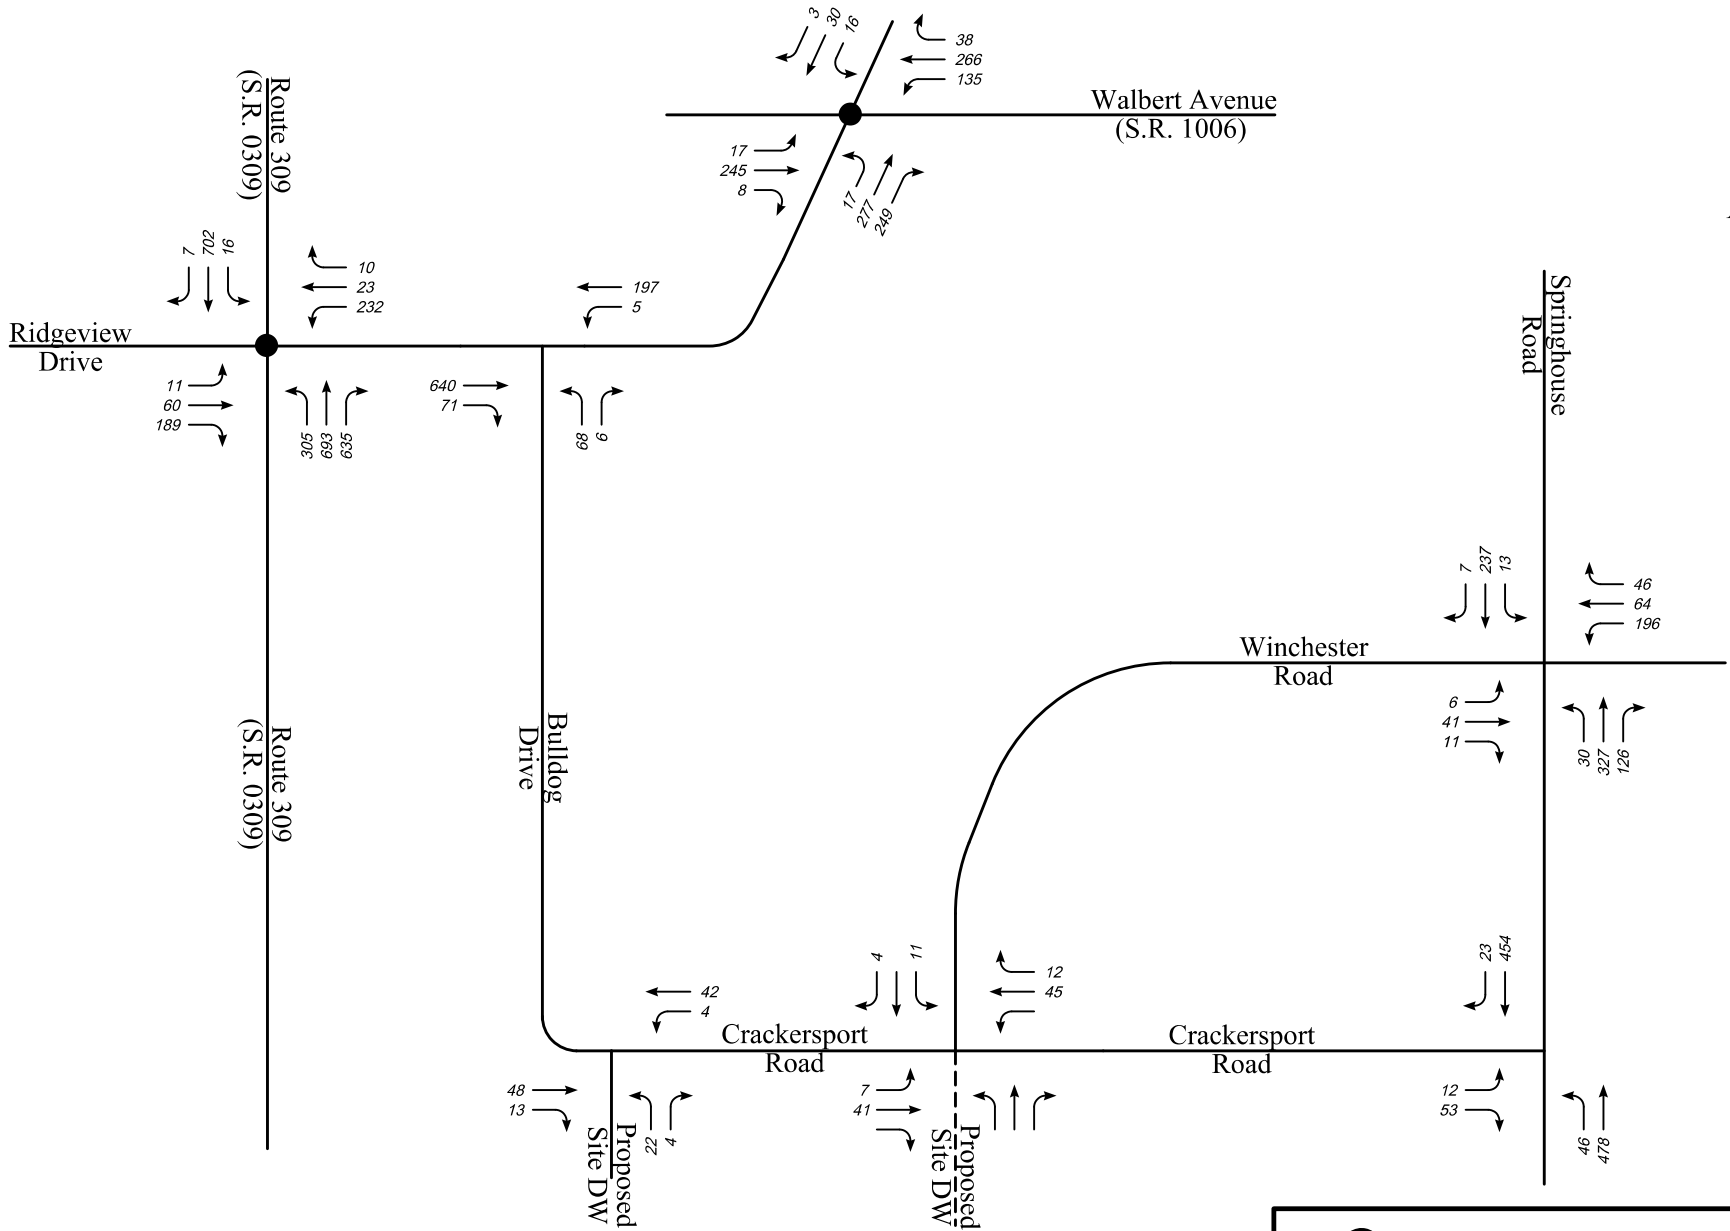 3
30
16
38
266
135
Walbert Avenue
(S.R. 1006)
17
245
8
17
277
249
Route 309
(S.R. 0309)
7
702
16
10
23
232
197
5
Ridgeview
Drive
11
60
189
305
693
635
640
71
68
6
Springhouse
Road
7
237
13
46
64
196
Winchester
Road
6
41
11
30
327
126
Route 309
(S.R. 0309)
Bulldog
Drive
42
4
4
11
12
45
23
454
Crackersport
Road
Crackersport
Road
48
13
22
4
7
41
12
53
46
478
Proposed
Site DW
Proposed
Site DW